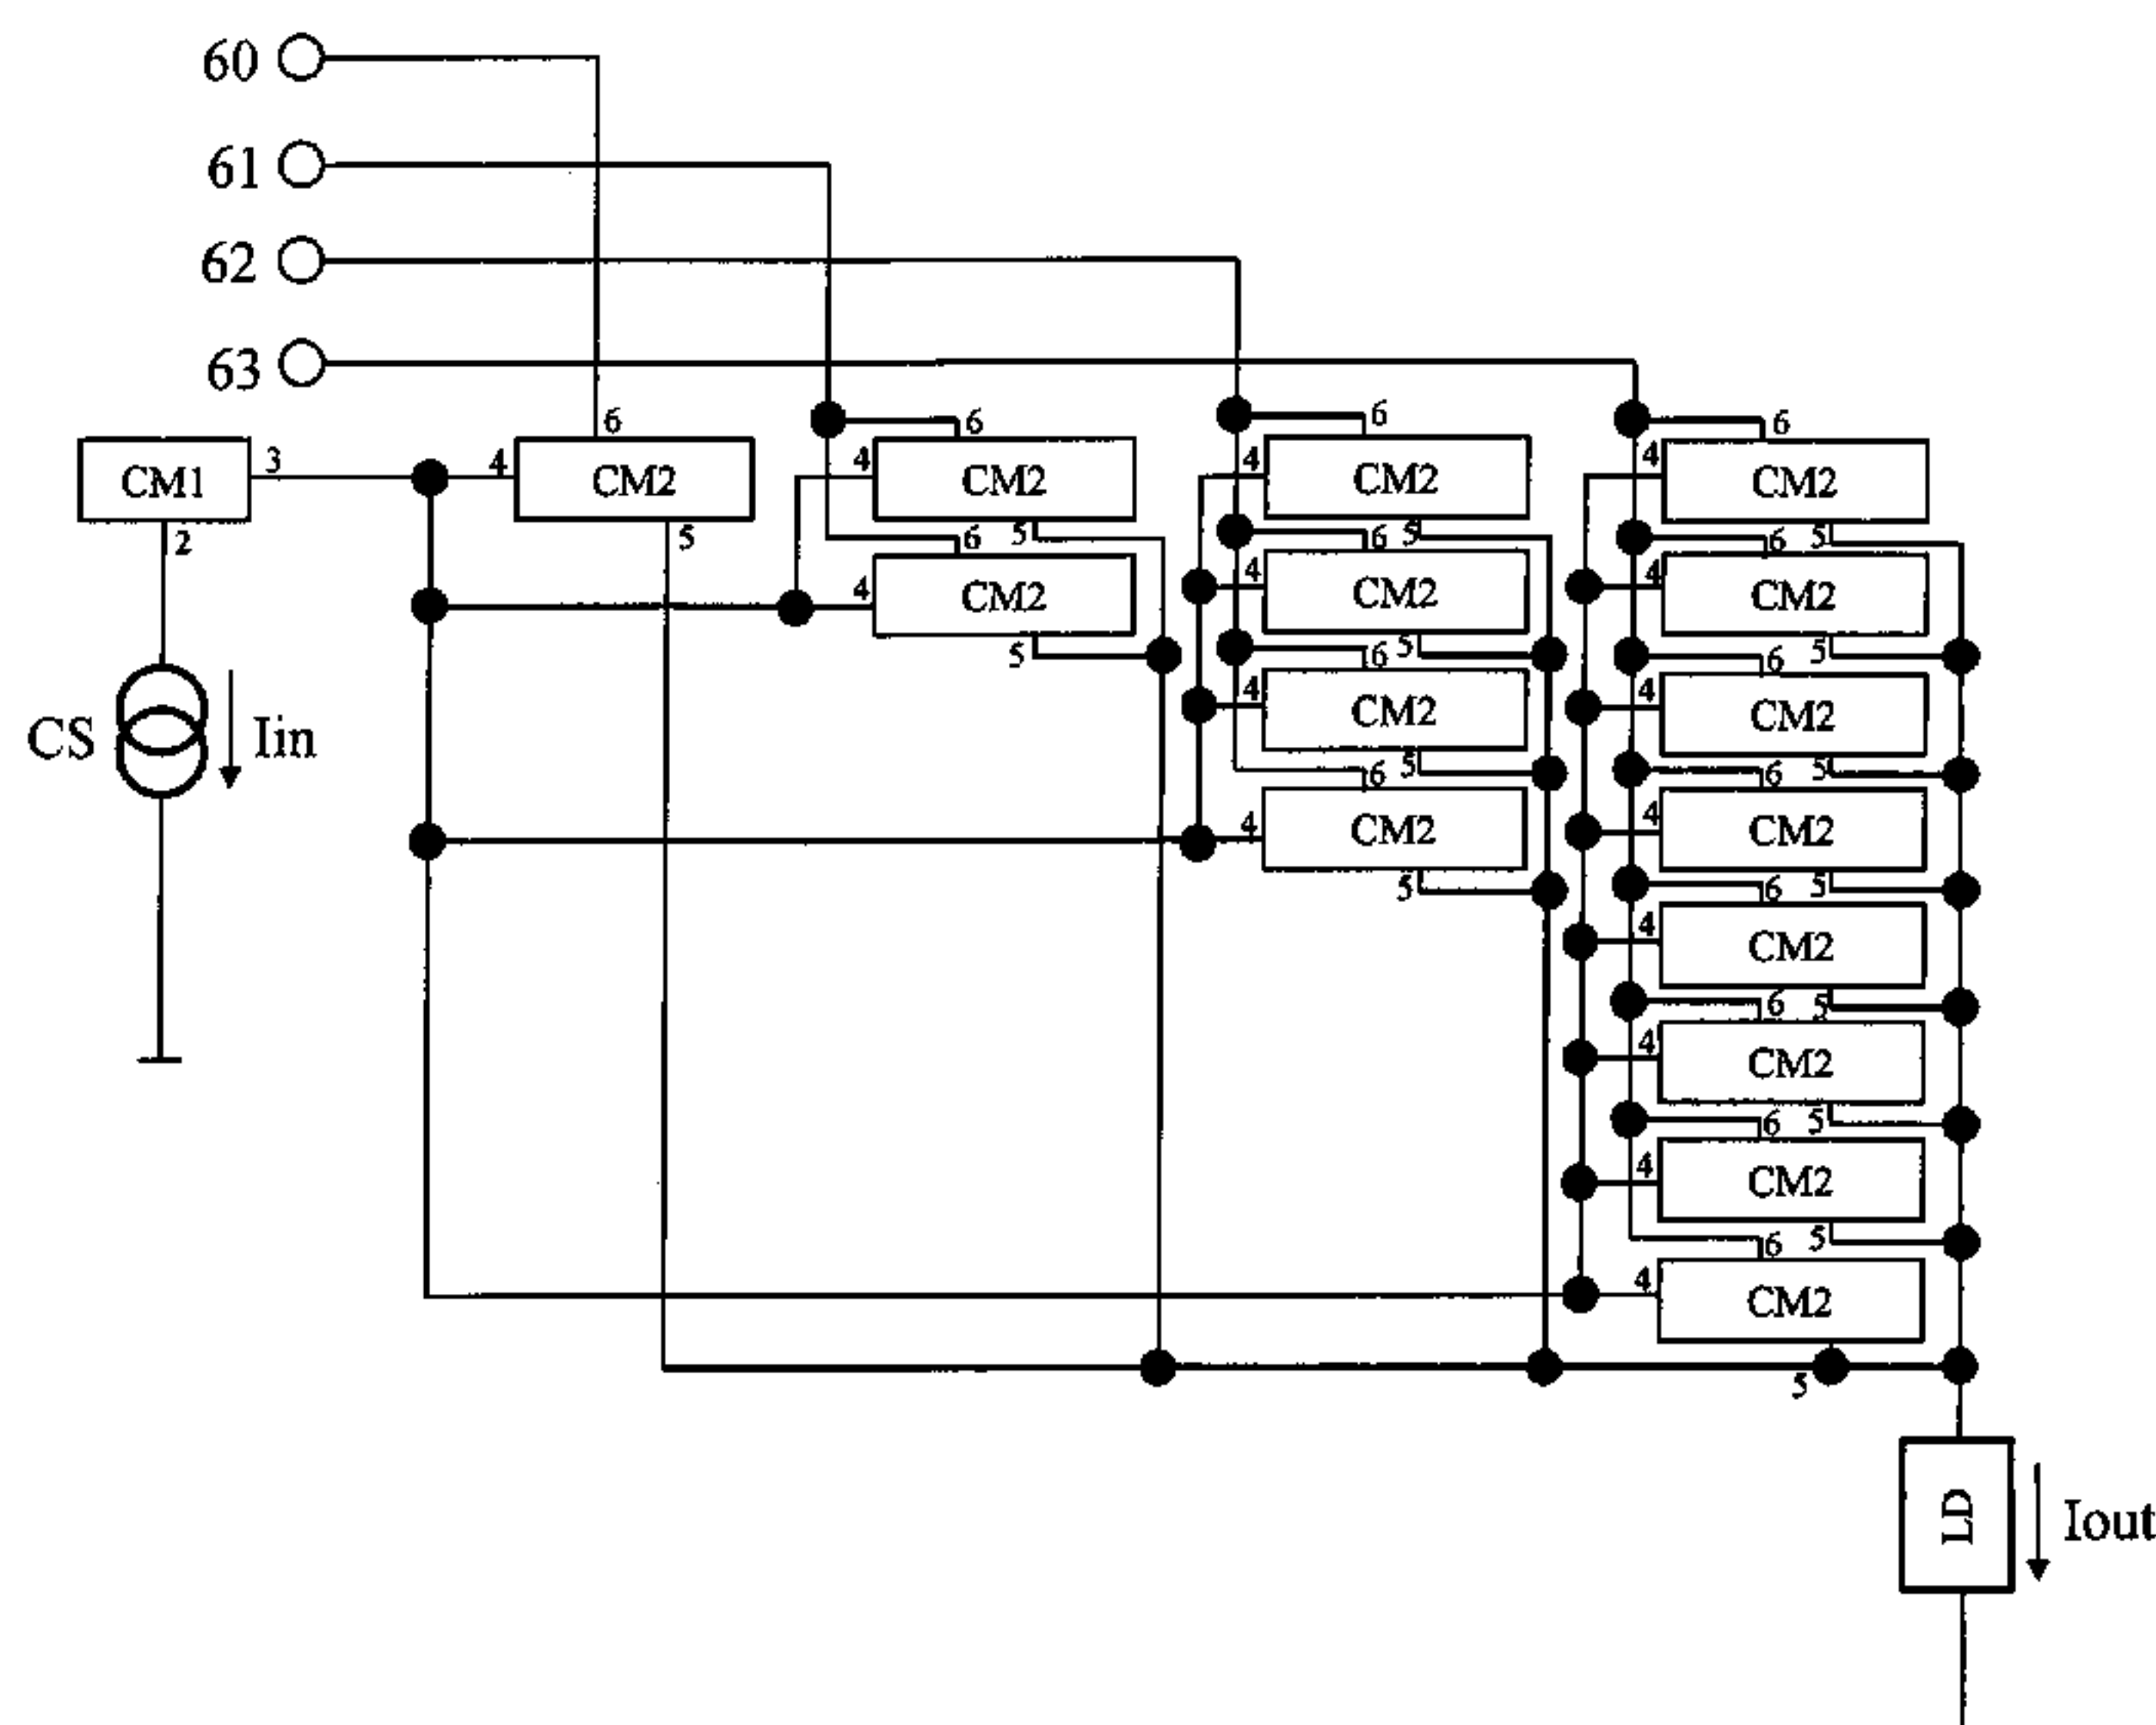 60
61
62
63
6 6 6 6
CM1 3 4 CM2 4 CM2 4 CM2 4 CM2
2 5 6 5 6 5 6 5
4 CM2 4 CM2 4 CM2
5 6 5 6 5
CS Iin 4 CM2 4 CM2
6 5 6 5
4 CM2 4 CM2
5 6 5
4 CM2
6 5
4 CM2
6 5
4 CM2
6 5
4 CM2
5
LD Iout